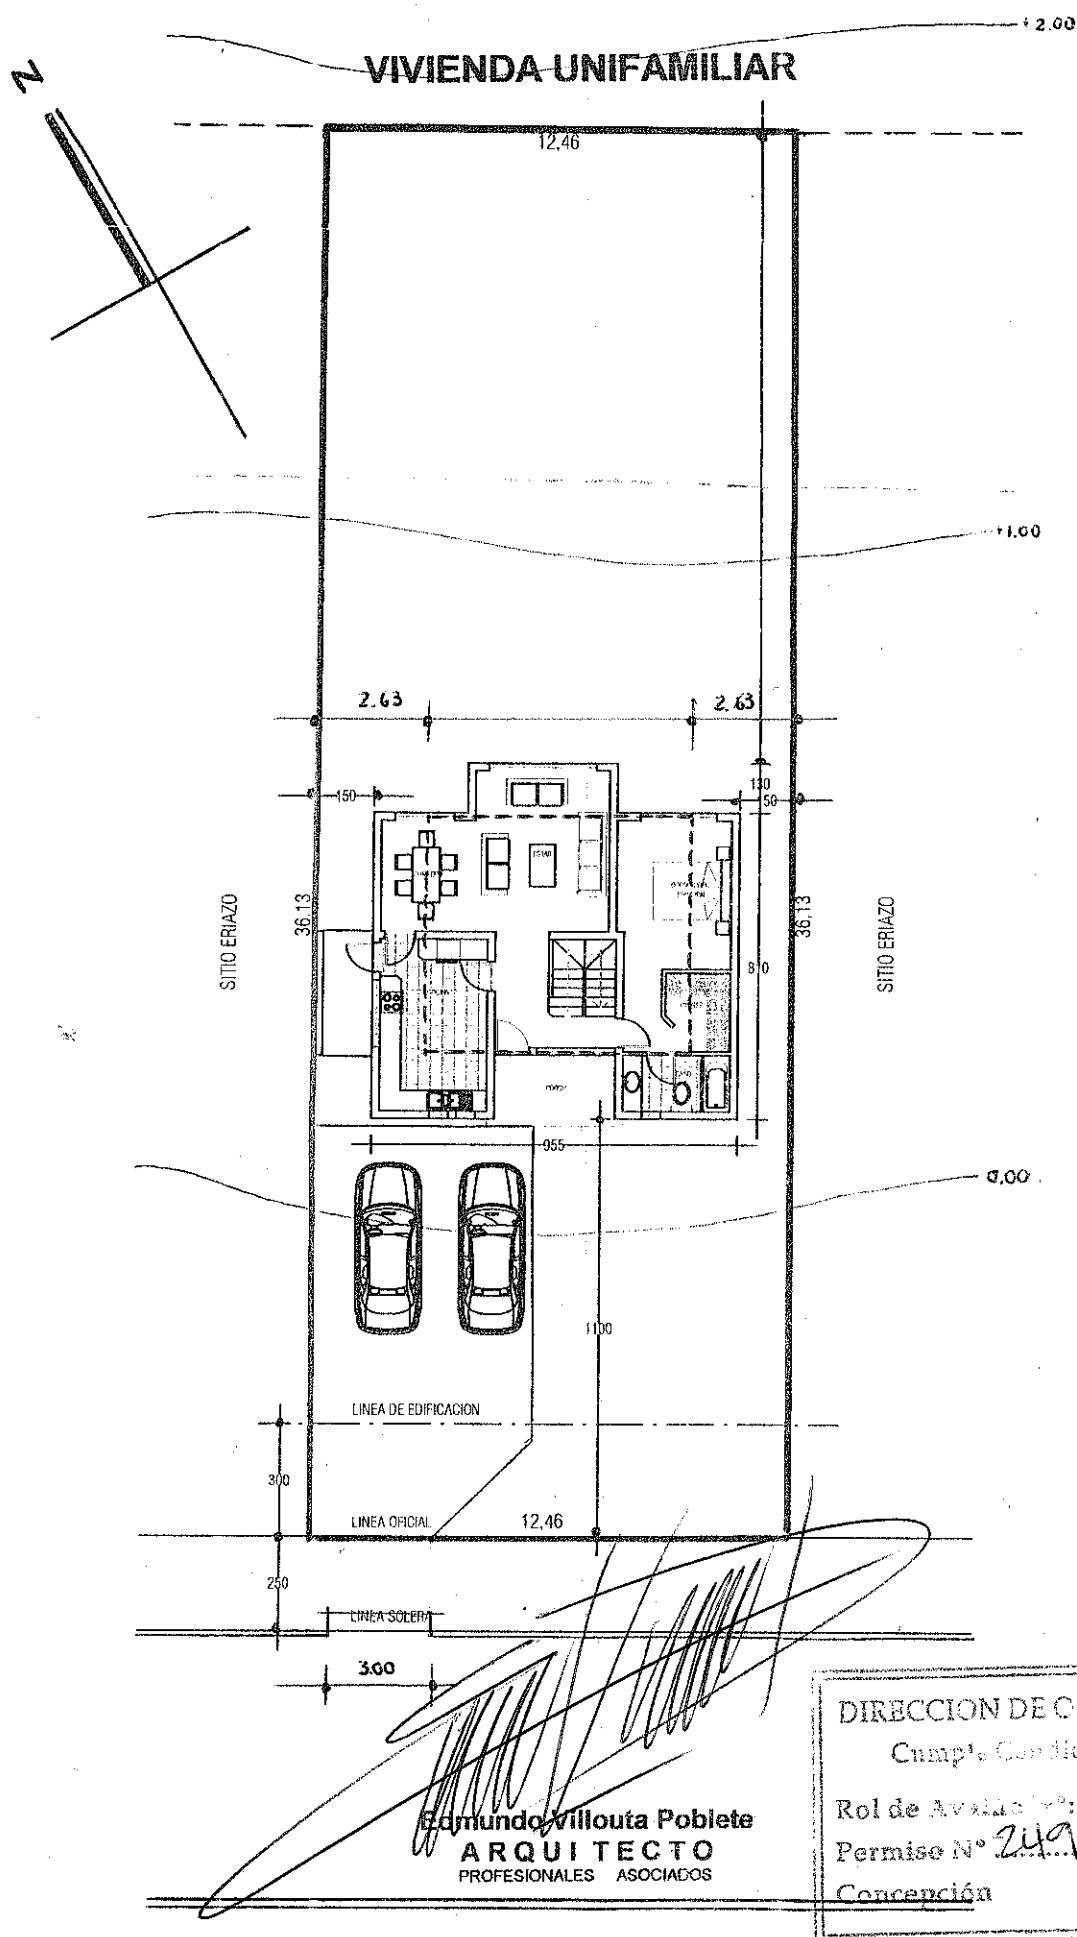 +2.00
VIVIENDA UNIFAMILIAR
N
12,46
+1.00
2.63
2.63
130
150
50
ESTAR
SITIO ERIAZO
36,13
36,13
SITIO ERIAZO
PORCH
955
0.00
1100
LINEA DE EDIFICACION
300
LINEA OFICIAL
12,46
250
LINEA SOLERA
3.00
DIRECCION DE
Rol de
Edmundo Villouta Poblete
ARQUITECTO
Permiso N° 249
PROFESIONALES ASOCIADOS
Concepción